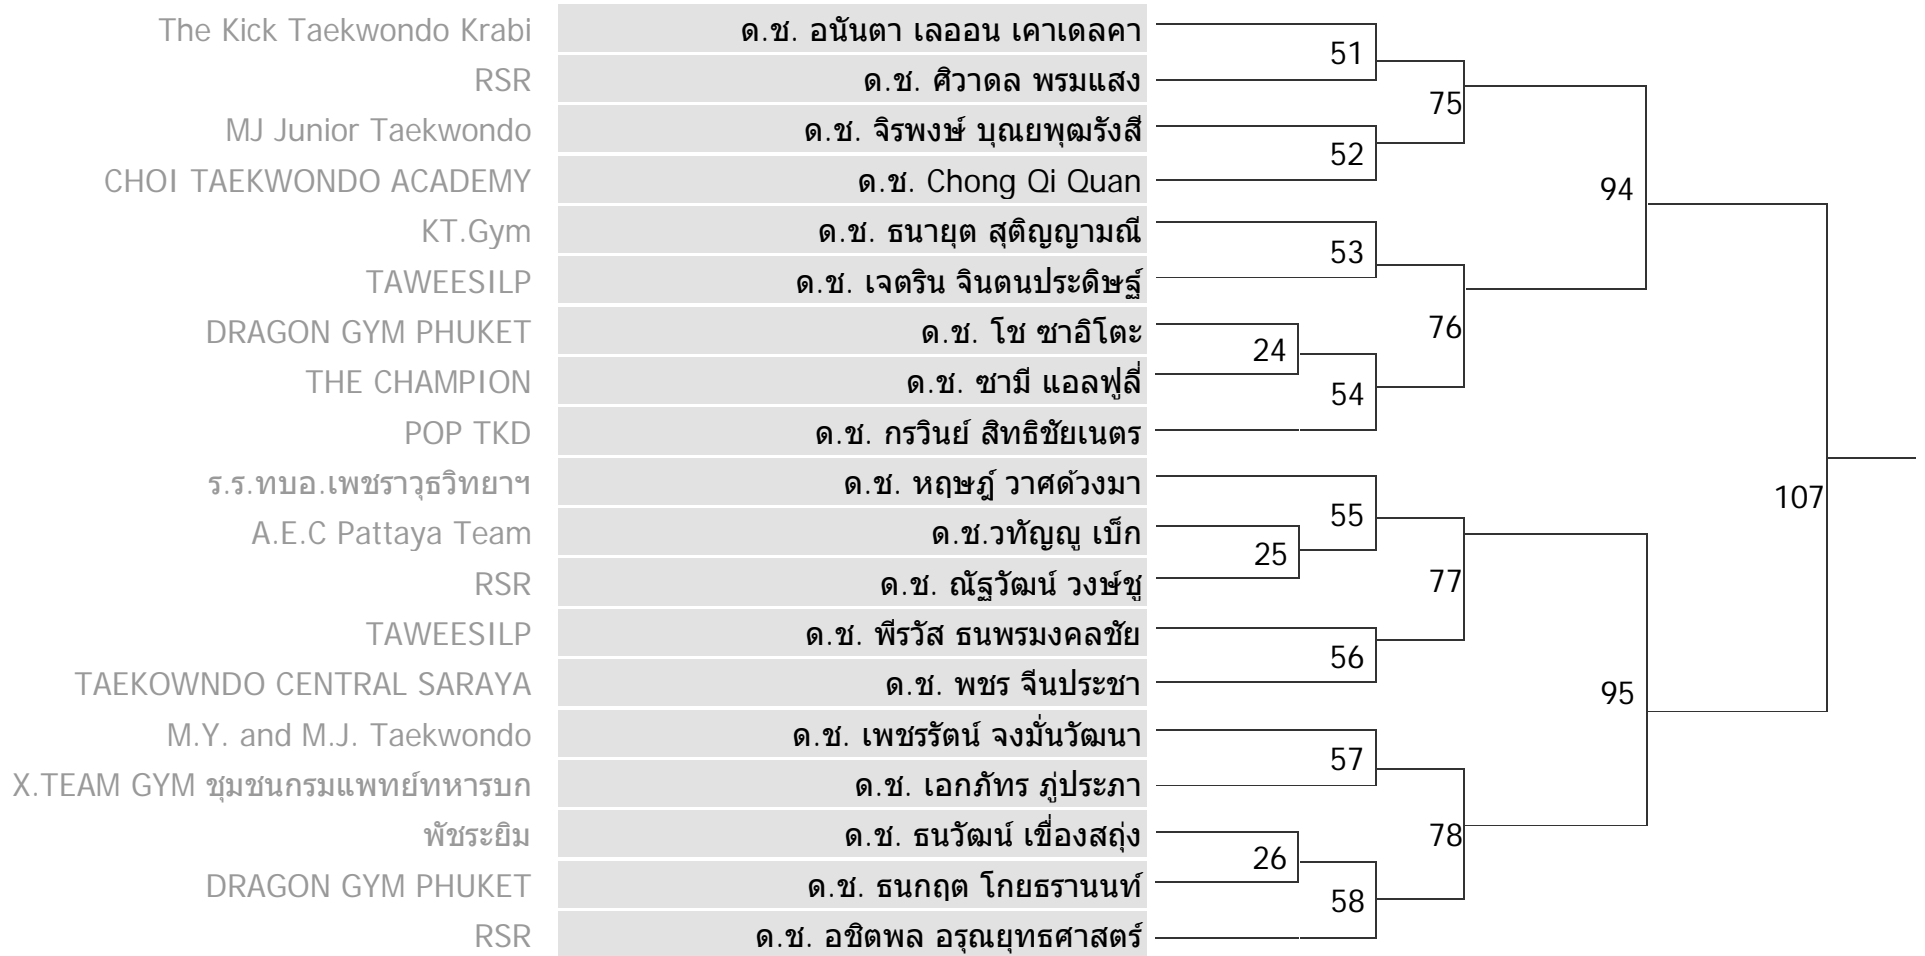 The Kick Taekwondo Krabi ด.ช. อนันตา เลออน เคาเดลคา
51
RSR ด.ช. ศิวาดล พรมแสง
75
MJ Junior Taekwondo ด.ช. จิรพงษ์ บุณยพุฒรังสี
52
CHOI TAEKWONDO ACADEMY ด.ช. Chong Qi Quan
94
KT.Gym ด.ช. ธนายุต สุติญญามณี
53
TAWEESILP ด.ช. เจตริน จินตนประดิษฐ์
DRAGON GYM PHUKET ด.ช. โช ซาอิโตะ
76
24
THE CHAMPION ด.ช. ซามี แอลฟูลี่
54
POP TKD ด.ช. กรวินย์ สิทธิชัยเนตร
ร.ร.ทบอ.เพชราวุธวิทยาฯ ด.ช. หฤษฎ์ วาศด้วงมา
107
55
A.E.C Pattaya Team ด.ช.วทัญญู เบ็ก
25
RSR ด.ช. ณัฐวัฒน์ วงษ์ชู
77
TAWEESILP ด.ช. พีรวัส ธนพรมงคลชัย
56
TAEKOWNDO CENTRAL SARAYA ด.ช. พชร จีนประชา
95
M.Y. and M.J. Taekwondo ด.ช. เพชรรัตน์ จงมั่นวัฒนา
57
X.TEAM GYM ชุมชนกรมแพทย์ทหารบก ด.ช. เอกภัทร ภู่ประภา
พัชระยิม ด.ช. ธนวัฒน์ เขื่องสถุ่ง
78
26
DRAGON GYM PHUKET ด.ช. ธนกฤต โกยธรานนท์
58
RSR ด.ช. อชิตพล อรุณยุทธศาสตร์